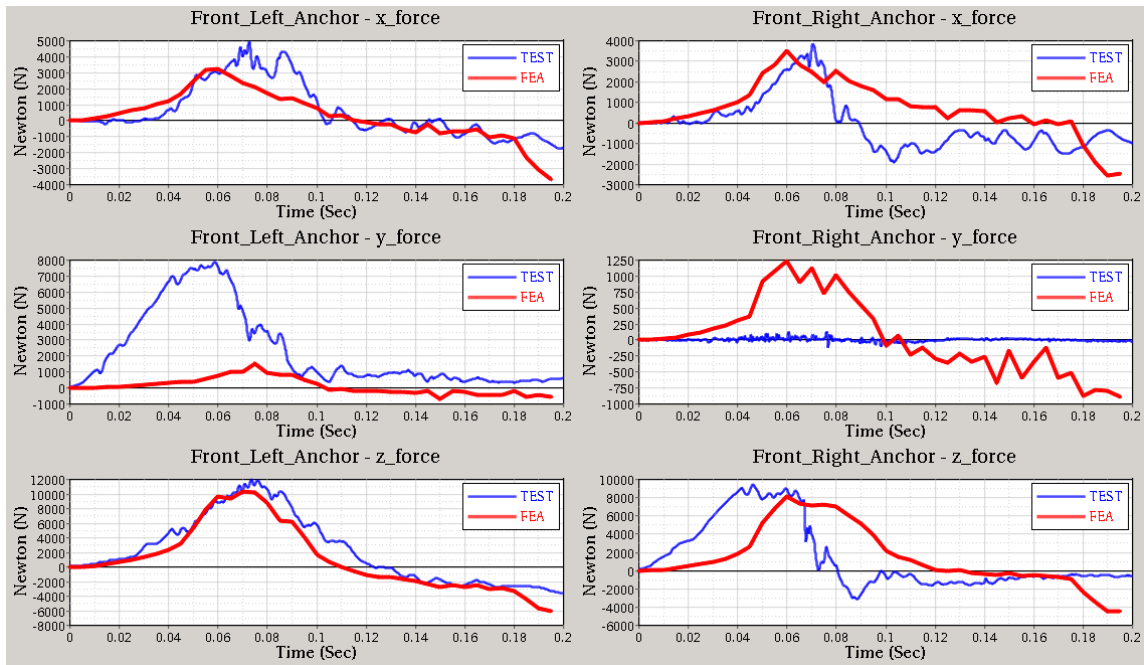 Front_Left_Anchor - x_force
Newton (N)
5000
4000
3000
2000
1000
0
-1000
-2000
-3000
-4000
TEST
FEA
0 0.02 0.04 0.06 0.08 0.1 0.12 0.14 0.16 0.18 0.2
Time (Sec)
Front_Right_Anchor - x_force
Newton (N)
4000
3000
2000
1000
0
-1000
-2000
-3000
TEST
FEA
0 0.02 0.04 0.06 0.08 0.1 0.12 0.14 0.16 0.18 0.2
Time (Sec)
Front_Left_Anchor - y_force
Newton (N)
8000
7000
6000
5000
4000
3000
2000
1000
0
-1000
TEST
FEA
0 0.02 0.04 0.06 0.08 0.1 0.12 0.14 0.16 0.18 0.2
Time (Sec)
Front_Right_Anchor - y_force
Newton (N)
1250
1000
750
500
250
0
-250
-500
-750
-1000
TEST
FEA
0 0.02 0.04 0.06 0.08 0.1 0.12 0.14 0.16 0.18 0.2
Time (Sec)
Front_Left_Anchor - z_force
Newton (N)
12000
10000
8000
6000
4000
2000
0
-2000
-4000
-6000
-8000
TEST
FEA
0 0.02 0.04 0.06 0.08 0.1 0.12 0.14 0.16 0.18 0.2
Time (Sec)
Front_Right_Anchor - z_force
Newton (N)
10000
8000
6000
4000
2000
0
-2000
-4000
-6000
TEST
FEA
0 0.02 0.04 0.06 0.08 0.1 0.12 0.14 0.16 0.18 0.2
Time (Sec)